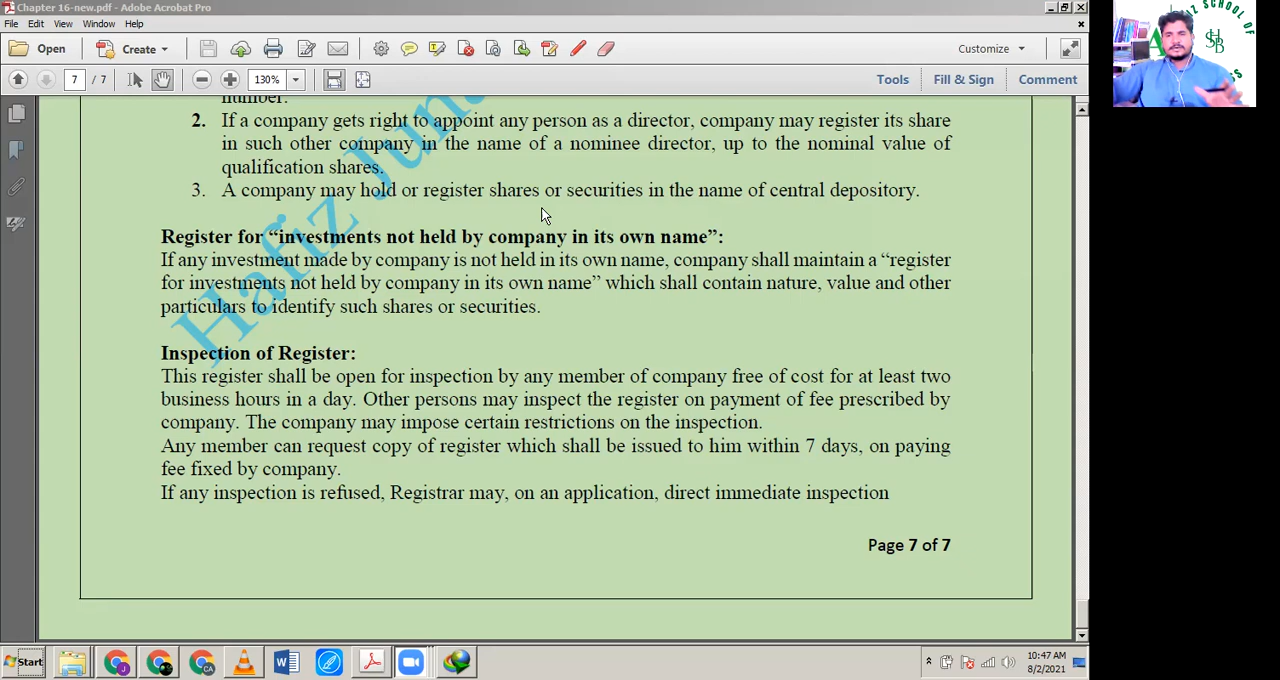 Chapter 16-new.pdf - Adobe Acrobat Pro
File Edit View Window Help
Open Create Customize
7 / 7 130% Tools Fill & Sign Comment
number.
2. If a company gets right to appoint any person as a director, company may register its share
in such other company in the name of a nominee director, up to the nominal value of
qualification shares.
3. A company may hold or register shares or securities in the name of central depository.
Register for “investments not held by company in its own name”:
If any investment made by company is not held in its own name, company shall maintain a “register
for investments not held by company in its own name” which shall contain nature, value and other
particulars to identify such shares or securities.
Inspection of Register:
This register shall be open for inspection by any member of company free of cost for at least two
business hours in a day. Other persons may inspect the register on payment of fee prescribed by
company. The company may impose certain restrictions on the inspection.
Any member can request copy of register which shall be issued to him within 7 days, on paying
fee fixed by company.
If any inspection is refused, Registrar may, on an application, direct immediate inspection
Page 7 of 7
Hafiz
SCHOOL OF
Start
10:47 AM
8/2/2021